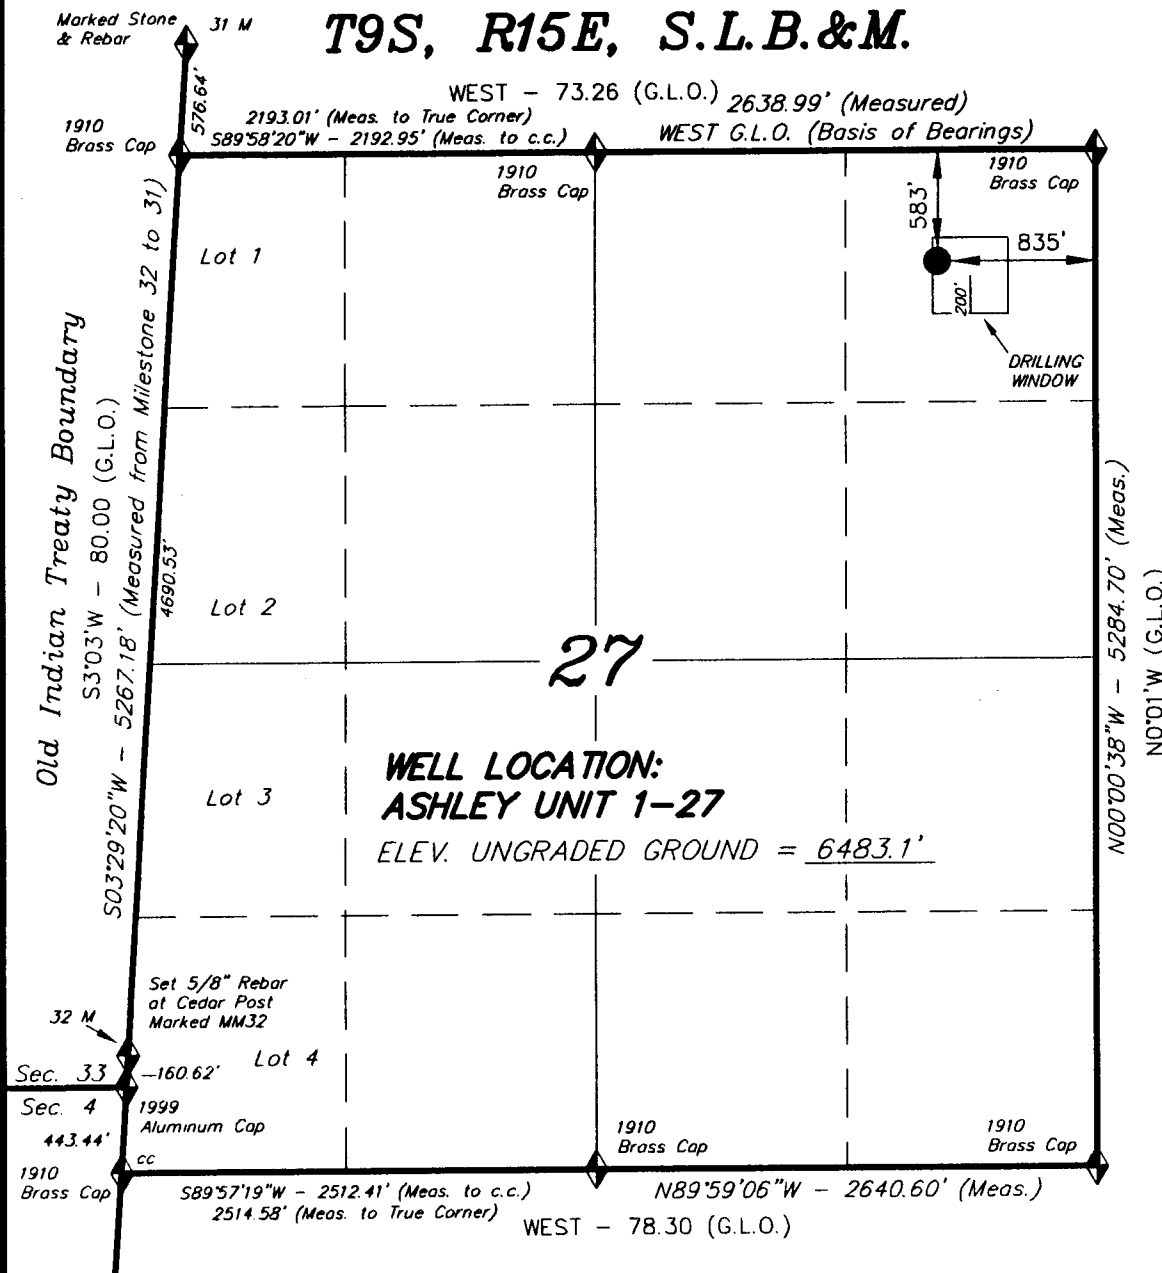 T9S, R15E, S.L.B.&M.
Marked Stone
& Rebar
31 M
576.64'
WEST – 73.26 (G.L.O.)
2193.01' (Meas. to True Corner)
S89°58'20"W – 2192.95' (Meas. to c.c.)
2638.99' (Measured)
WEST G.L.O. (Basis of Bearings)
1910
Brass Cap
1910
Brass Cap
1910
Brass Cap
583'
835'
200'
DRILLING
WINDOW
Lot 1
Old Indian Treaty Boundary
S3°03'W – 80.00 (G.L.O.)
S03°29'20"W – 5267.18' (Measured from Milestone 32 to 31)
4690.53'
Lot 2
27
N00°00'38"W – 5284.70' (Meas.)
N0°01'W (G.L.O.)
WELL LOCATION:
ASHLEY UNIT 1–27
ELEV. UNGRADED GROUND = 6483.1'
Lot 3
Set 5/8" Rebar
at Cedar Post
Marked MM32
32 M
Lot 4
Sec. 33
160.62'
Sec. 4
1999
Aluminum Cap
443.44'
cc
1910
Brass Cap
1910
Brass Cap
1910
Brass Cap
S89°57'19"W – 2512.41' (Meas. to c.c.)
2514.58' (Meas. to True Corner)
N89°59'06"W – 2640.60' (Meas.)
WEST – 78.30 (G.L.O.)